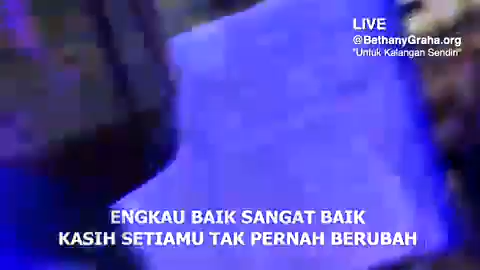 LIVE
@BethanyGraha.org
"Untuk Kalangan Sendiri"
ENGKAU BAIK SANGAT BAIK
KASIH SETIAMU TAK PERNAH BERUBAH